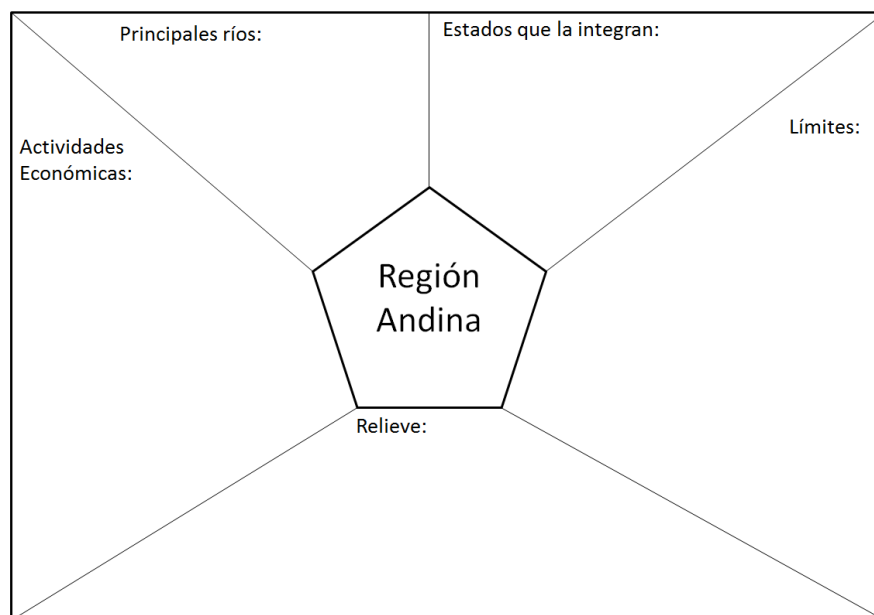 Principales ríos:
Estados que la integran:
Límites:
Actividades
Económicas:
Región
Andina
Relieve: